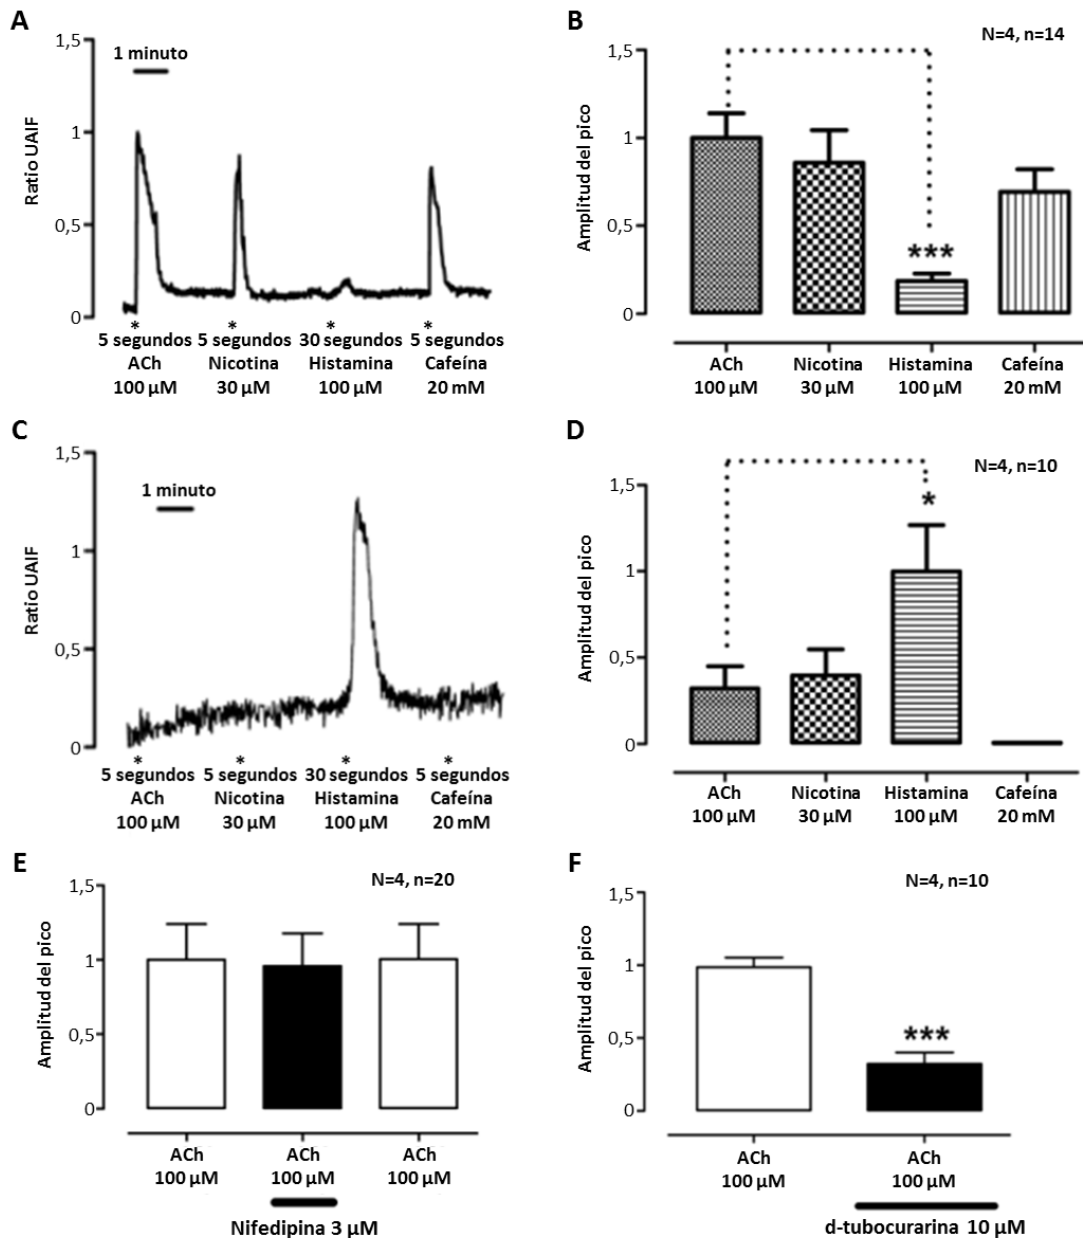 A
1,5
1 minuto
1
Ratio UAIF
0,5
0
* * * *
5 segundos 5 segundos 30 segundos 5 segundos
ACh Nicotina Histamina Cafeína
100 µM 30 µM 100 µM 20 mM
B
N=4, n=14
1,5
Amplitud del pico
1
0,5
***
0
ACh Nicotina Histamina Cafeína
100 µM 30 µM 100 µM 20 mM
C
1,5
1 minuto
1
Ratio UAIF
0,5
0
* * * *
5 segundos 5 segundos 30 segundos 5 segundos
ACh Nicotina Histamina Cafeína
100 µM 30 µM 100 µM 20 mM
D
N=4, n=10
1,5
*
Amplitud del pico
1
0,5
0
ACh Nicotina Histamina Cafeína
100 µM 30 µM 100 µM 20 mM
E
N=4, n=20
1,5
Amplitud del pico
1
0,5
0
ACh ACh ACh
100 µM 100 µM 100 µM
Nifedipina 3 µM
F
N=4, n=10
1,5
Amplitud del pico
1
0,5
***
0
ACh ACh
100 µM 100 µM
d-tubocurarina 10 µM